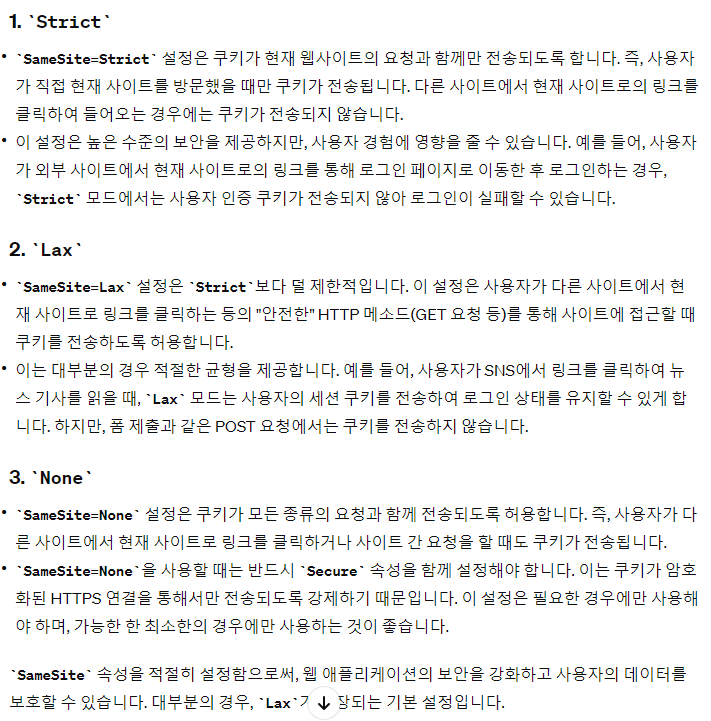 1. `Strict`
• `SameSite=Strict` 설정은 쿠키가 현재 웹사이트의 요청과 함께만 전송되도록 합니다. 즉, 사용자
가 직접 현재 사이트를 방문했을 때만 쿠키가 전송됩니다. 다른 사이트에서 현재 사이트로의 링크를
클릭하여 들어오는 경우에는 쿠키가 전송되지 않습니다.
• 이 설정은 높은 수준의 보안을 제공하지만, 사용자 경험에 영향을 줄 수 있습니다. 예를 들어, 사용자
가 외부 사이트에서 현재 사이트로의 링크를 통해 로그인 페이지로 이동한 후 로그인하는 경우,
`Strict` 모드에서는 사용자 인증 쿠키가 전송되지 않아 로그인이 실패할 수 있습니다.
2. `Lax`
• `SameSite=Lax` 설정은 `Strict`보다 덜 제한적입니다. 이 설정은 사용자가 다른 사이트에서 현
재 사이트로 링크를 클릭하는 등의 "안전한" HTTP 메소드(GET 요청 등)를 통해 사이트에 접근할 때
쿠키를 전송하도록 허용합니다.
• 이는 대부분의 경우 적절한 균형을 제공합니다. 예를 들어, 사용자가 SNS에서 링크를 클릭하여 뉴
스 기사를 읽을 때, `Lax` 모드는 사용자의 세션 쿠키를 전송하여 로그인 상태를 유지할 수 있게 합
니다. 하지만, 폼 제출과 같은 POST 요청에서는 쿠키를 전송하지 않습니다.
3. `None`
• `SameSite=None` 설정은 쿠키가 모든 종류의 요청과 함께 전송되도록 허용합니다. 즉, 사용자가 다
른 사이트에서 현재 사이트로 링크를 클릭하거나 사이트 간 요청을 할 때도 쿠키가 전송됩니다.
• `SameSite=None`을 사용할 때는 반드시 `Secure` 속성을 함께 설정해야 합니다. 이는 쿠키가 암호
화된 HTTPS 연결을 통해서만 전송되도록 강제하기 때문입니다. 이 설정은 필요한 경우에만 사용해
야 하며, 가능한 한 최소한의 경우에만 사용하는 것이 좋습니다.
`SameSite` 속성을 적절히 설정함으로써, 웹 애플리케이션의 보안을 강화하고 사용자의 데이터를
보호할 수 있습니다. 대부분의 경우, `Lax` 장되는 기본 설정입니다.